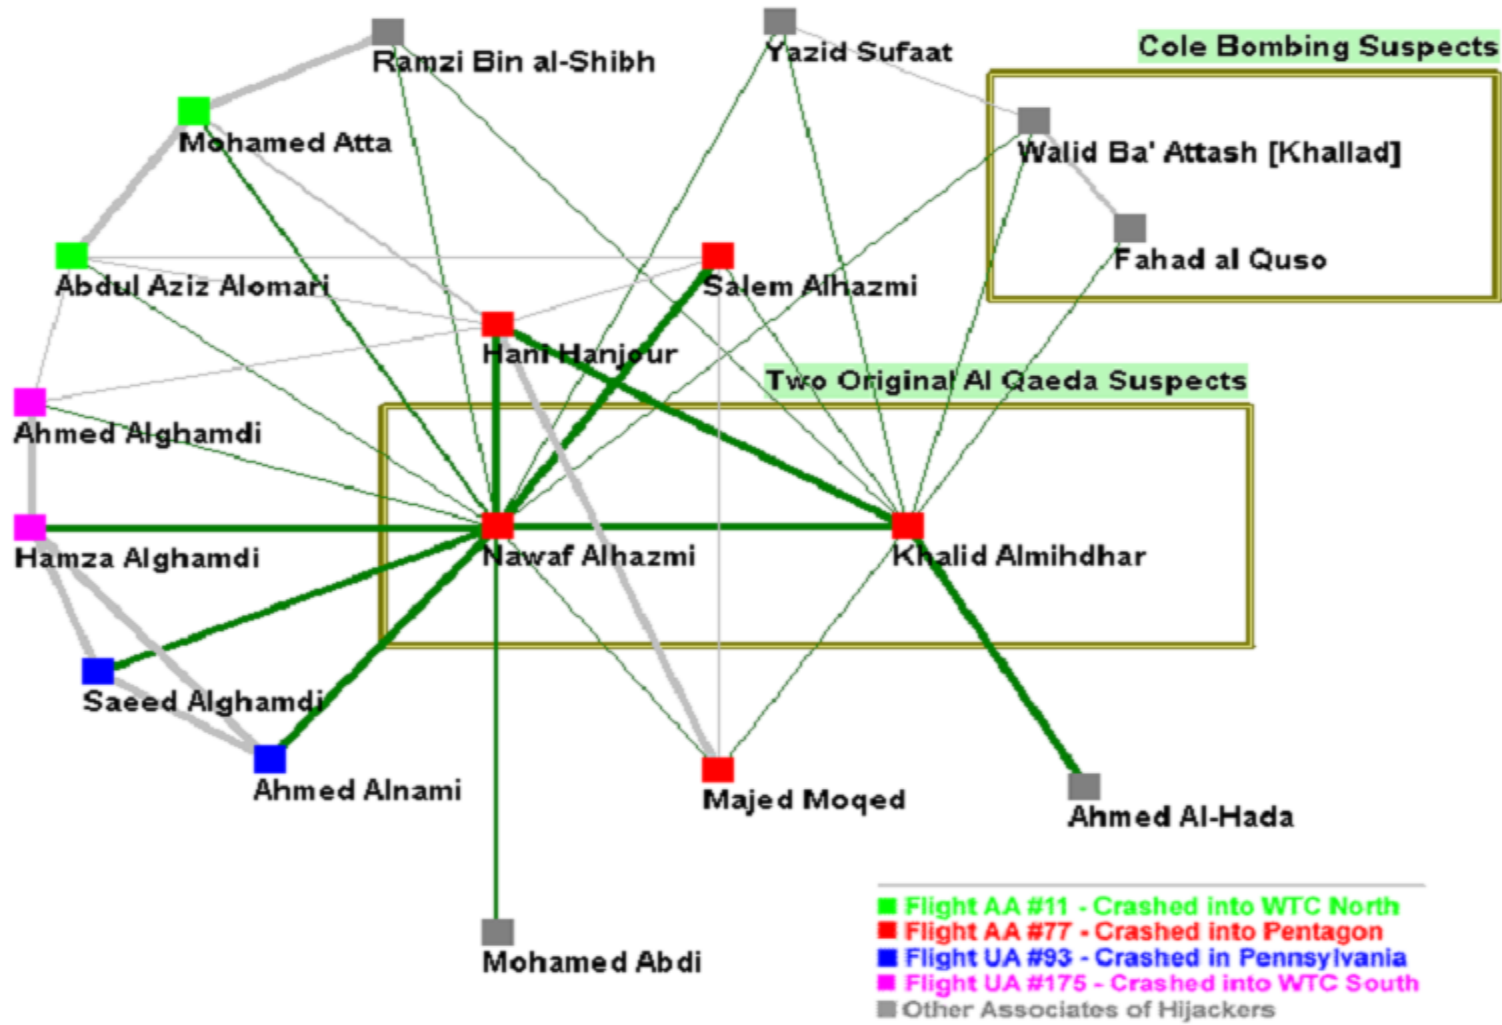 Ramzi Bin al-Shibh
Yazid Sufaat
Cole Bombing Suspects
Mohamed Atta
Walid Ba' Attash [Khallad]
Abdul Aziz Alomari
Salem Alhazmi
Fahad al Quso
Hani Hanjour
Two Original Al Qaeda Suspects
Ahmed Alghamdi
Hamza Alghamdi
Nawaf Alhazmi
Khalid Almihdhar
Saeed Alghamdi
Ahmed Alnami
Majed Moqed
Ahmed Al-Hada
Mohamed Abdi
Flight AA #11 - Crashed into WTC North
Flight AA #77 - Crashed into Pentagon
Flight UA #93 - Crashed in Pennsylvania
Flight UA #175 - Crashed into WTC South
Other Associates of Hijackers